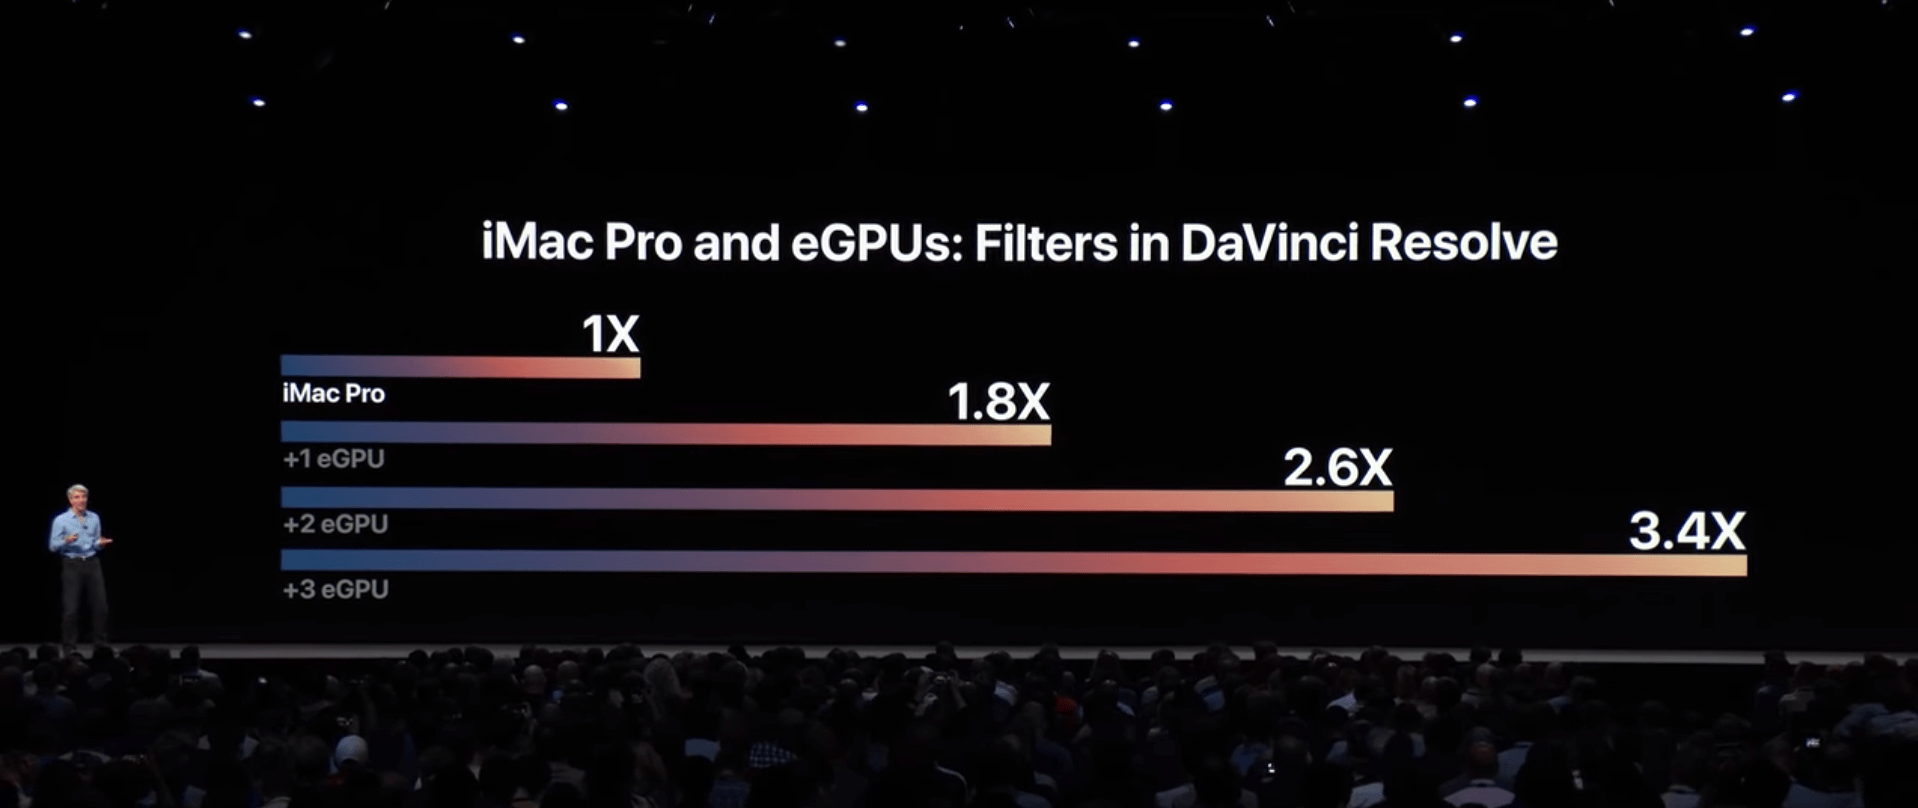 iMac Pro and eGPUs: Filters in DaVinci Resolve
1X
iMac Pro
1.8X
+1 eGPU
2.6X
+2 eGPU
3.4X
+3 eGPU